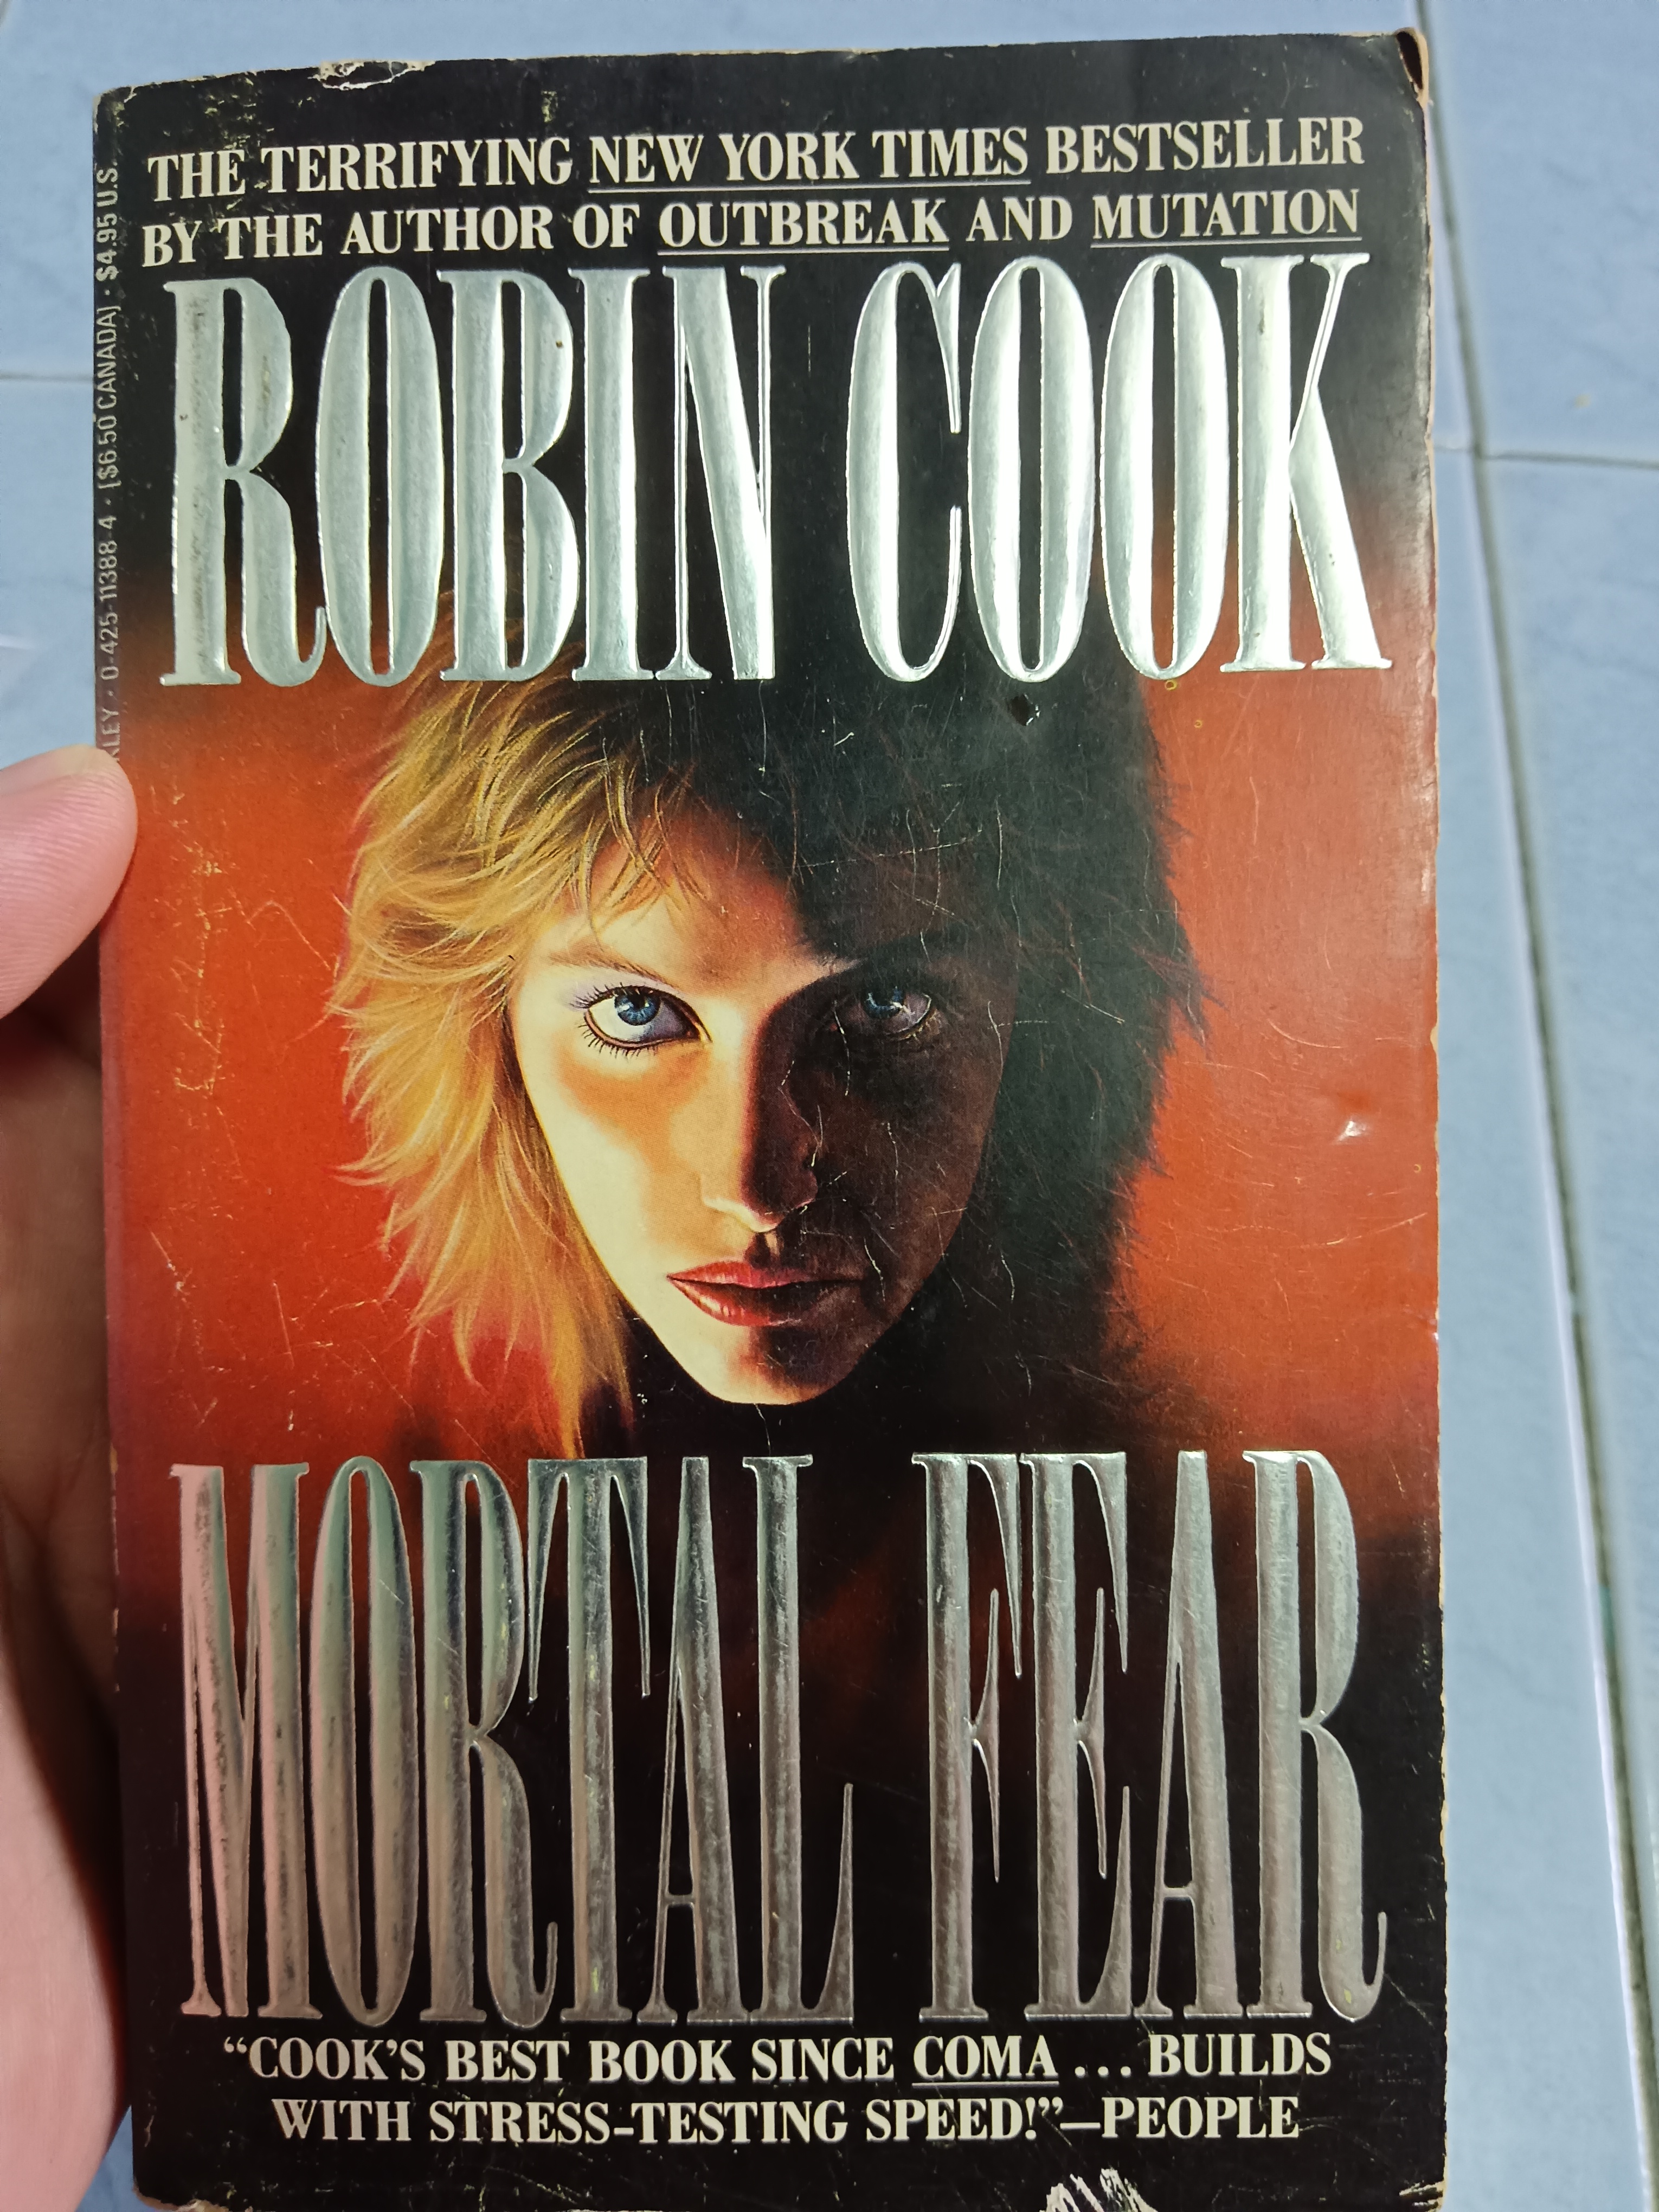 THE TERRIFYING NEW YORK TIMES BESTSELLER
BY THE AUTHOR OF OUTBREAK AND MUTATION
ROBIN COOK
MORTAL FEAR
“COOK’S BEST BOOK SINCE COMA ... BUILDS
WITH STRESS-TESTING SPEED!”—PEOPLE
0-425-11388-4 · [$6.50 CANADA] · $4.95 U.S.